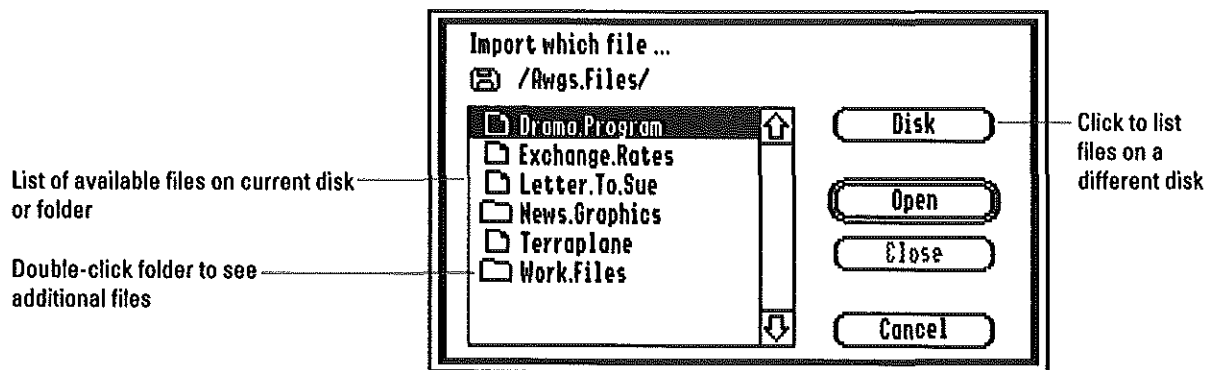 Import which file ...
/Awgs.Files/
Drama.Program
Exchange.Rates
Letter.To.Sue
News.Graphics
Terraplane
Work.Files
Disk
Open
Close
Cancel
List of available files on current disk
or folder
Double-click folder to see
additional files
Click to list
files on a
different disk